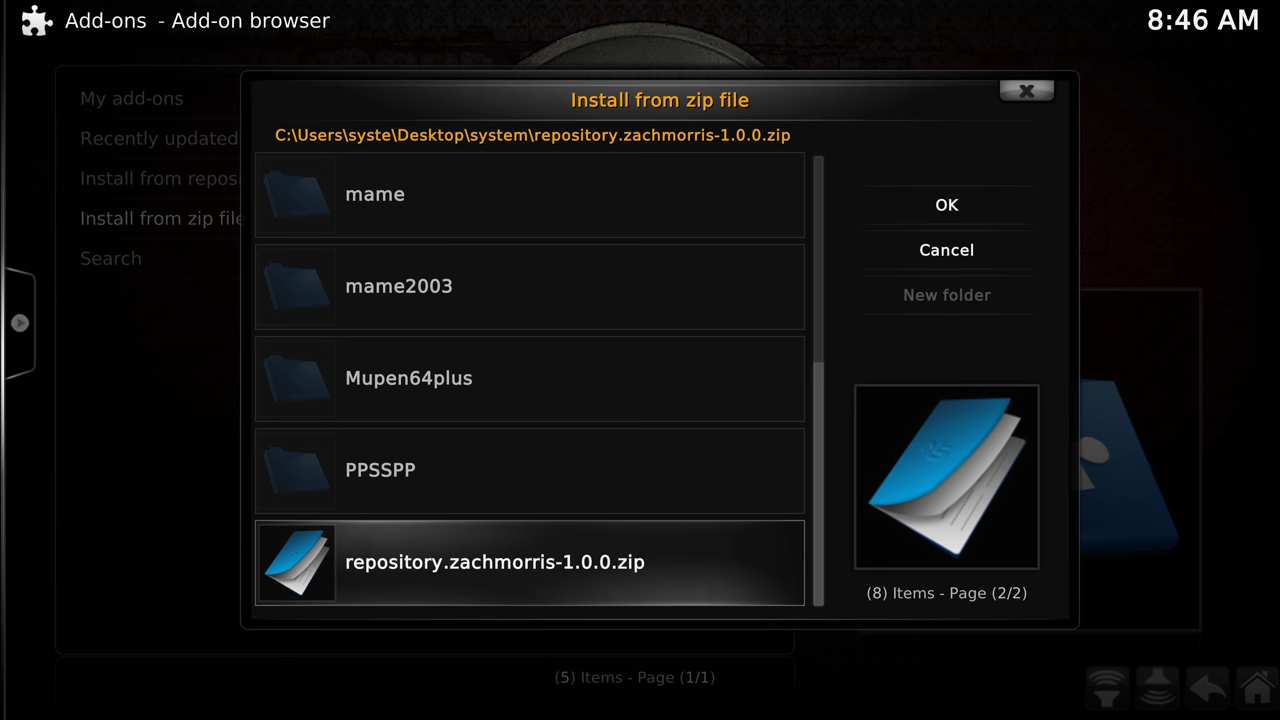 Add-ons - Add-on browser
8:46 AM
My add-ons
Recently updated
Install from reposi
Install from zip file
Search
Install from zip file
C:\Users\syste\Desktop\system\repository.zachmorris-1.0.0.zip
mame
mame2003
Mupen64plus
PPSSPP
repository.zachmorris-1.0.0.zip
OK
Cancel
New folder
(8) Items - Page (2/2)
(5) Items - Page (1/1)